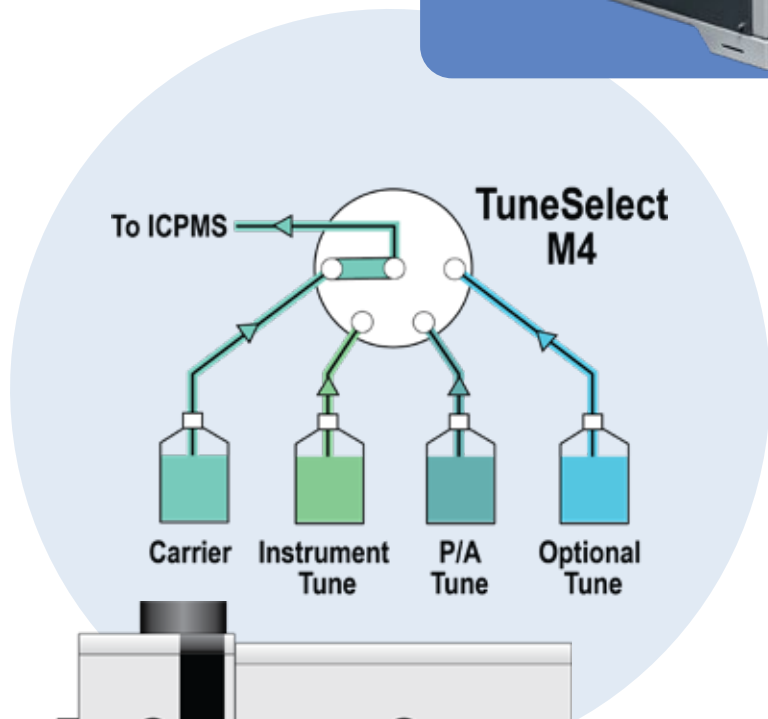 To ICPMS
TuneSelect
M4
Carrier
Instrument
Tune
P/A
Tune
Optional
Tune